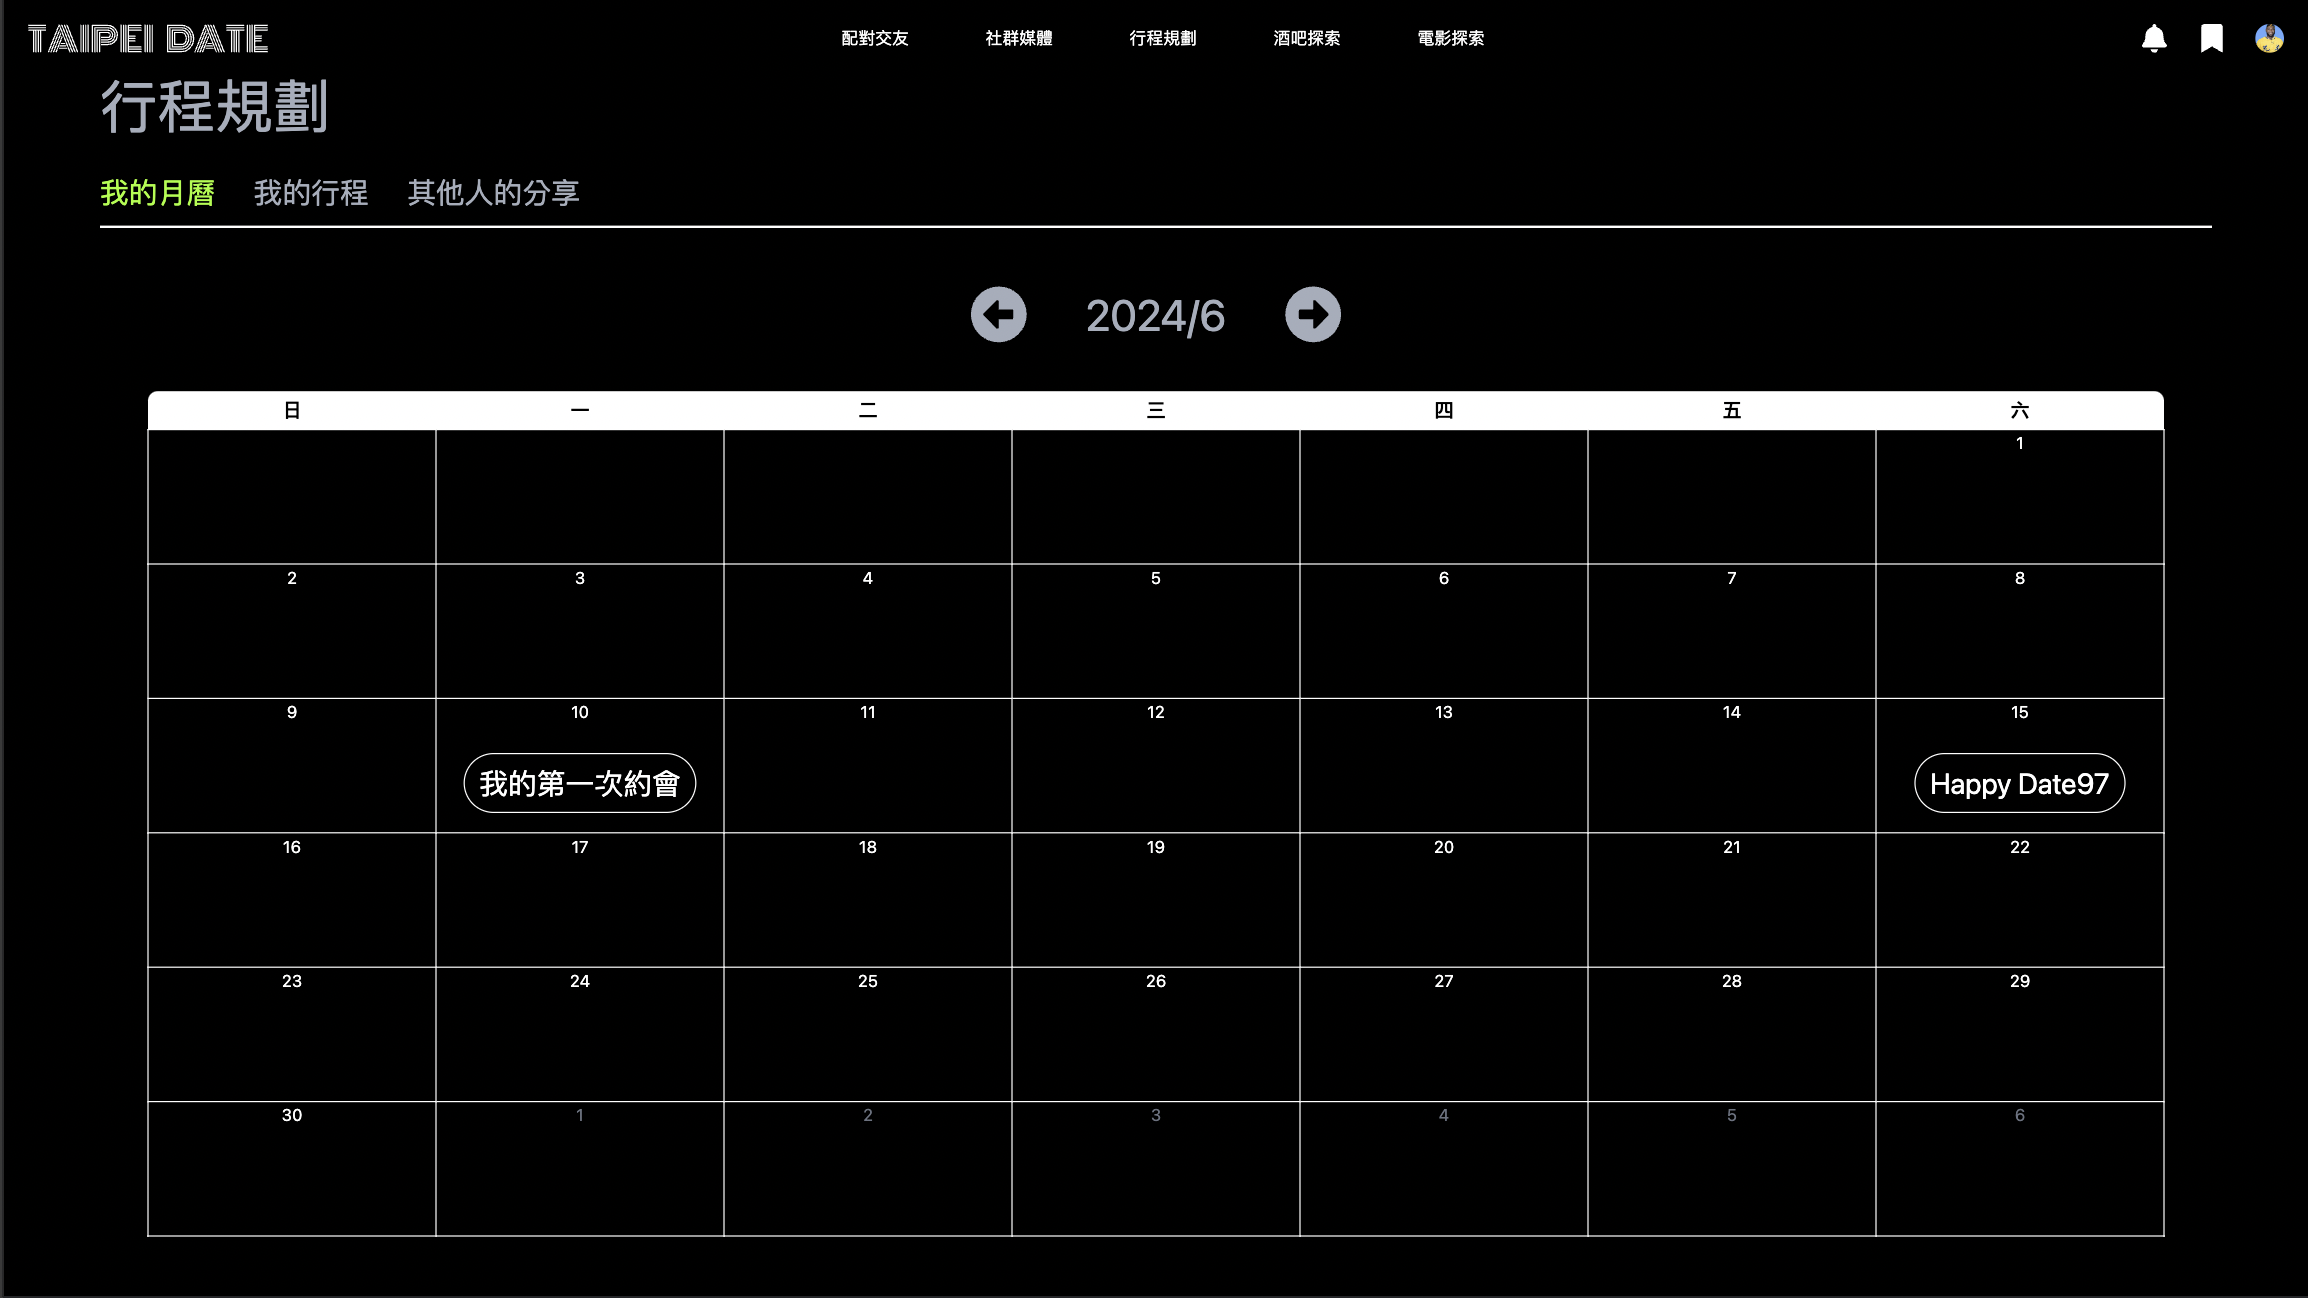 TAIPEI DATE 配對交友 社群媒體 行程規劃 酒吧探索 電影探索
行程規劃
我的月曆 我的行程 其他人的分享
2024/6
日 一 二 三 四 五 六
1
2 3 4 5 6 7 8
9 10 11 12 13 14 15
我的第一次約會 Happy Date97
16 17 18 19 20 21 22
23 24 25 26 27 28 29
30 1 2 3 4 5 6